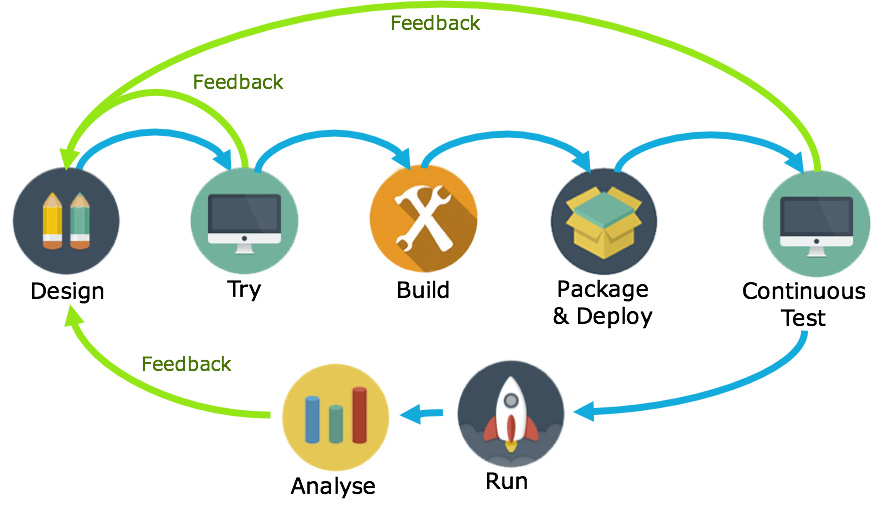 Feedback
Feedback
Design
Try
Build
Package
& Deploy
Continuous
Test
Feedback
Analyse
Run